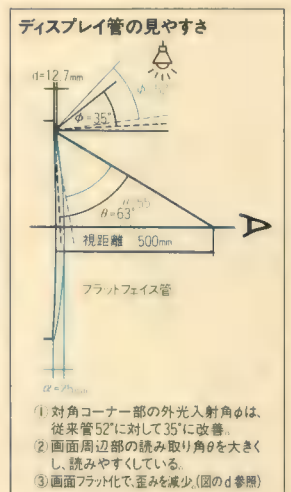 ディスプレイ管の見やすさ
d=12.7mm
φ=35°
θ=63°
視距離 500mm
フラットフェイス管
① 対角コーナー部の外光入射角φは、
従来管52°に対して35°に改善。
② 画面周辺部の読み取り角θを大きく
し、読みやすくしている。
③ 画面フラット化で、歪みを減少。(図のd参照)